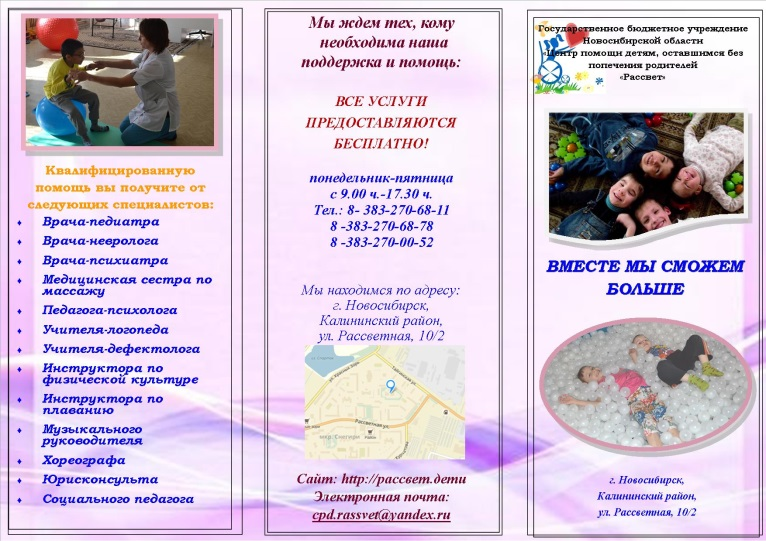 Квалифицированную
помощь вы получите от
следующих специалистов:
♦ Врача-педиатра
♦ Врача-невролога
♦ Врача-психиатра
♦ Медицинская сестра по
массажу
♦ Педагога-психолога
♦ Учителя-логопеда
♦ Учителя-дефектолога
♦ Инструктора по
физической культуре
♦ Инструктора по
плаванию
♦ Музыкального
руководителя
♦ Хореографа
♦ Юрисконсульта
♦ Социального педагога
Мы ждем тех, кому
необходима наша
поддержка и помощь:
ВСЕ УСЛУГИ
ПРЕДОСТАВЛЯЮТСЯ
БЕСПЛАТНО!
понедельник-пятница
с 9.00 ч.-17.30 ч.
Тел.: 8- 383-270-68-11
8 -383-270-68-78
8 -383-270-00-52
Мы находимся по адресу:
г. Новосибирск,
Калининский район,
ул. Рассветная, 10/2
Рассветная ул.
Сайт: http://рассвет.дети
Электронная почта:
cpd.rassvet@yandex.ru
Государственное бюджетное учреждение
Новосибирской области
«Центр помощи детям, оставшимся без
попечения родителей
«Рассвет»
ВМЕСТЕ МЫ СМОЖЕМ
БОЛЬШЕ
г. Новосибирск,
Калининский район,
ул. Рассветная, 10/2